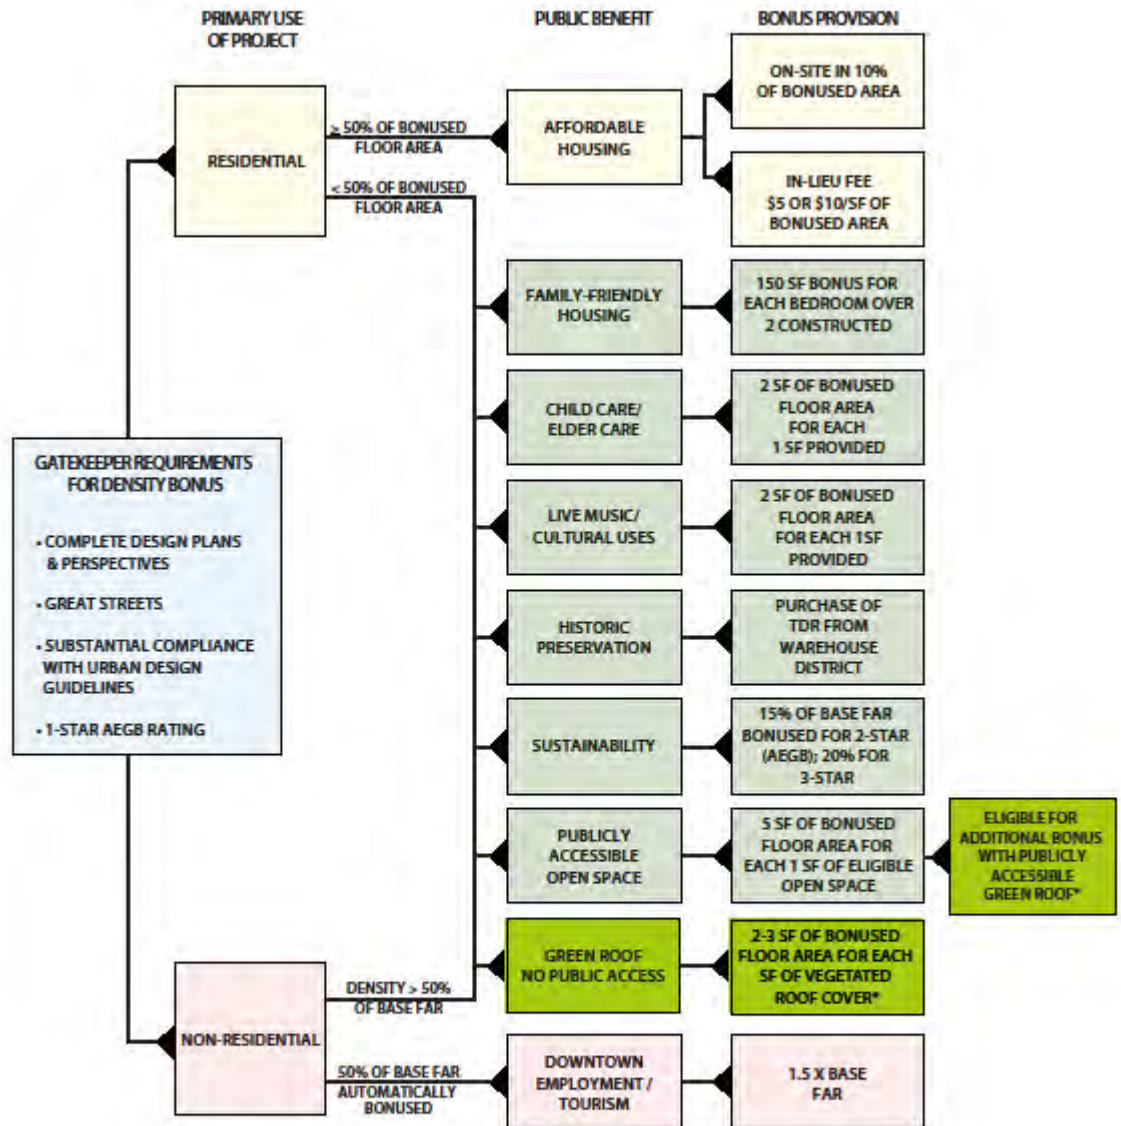 PRIMARY USE
OF PROJECT
PUBLIC BENEFIT
BONUS PROVISION
RESIDENTIAL
≥ 50% OF BONUSED
FLOOR AREA
< 50% OF BONUSED
FLOOR AREA
AFFORDABLE
HOUSING
ON-SITE IN 10%
OF BONUSED AREA
IN-LIEU FEE
$5 OR $10/SF OF
BONUSED AREA
FAMILY-FRIENDLY
HOUSING
150 SF BONUS FOR
EACH BEDROOM OVER
2 CONSTRUCTED
CHILD CARE/
ELDER CARE
2 SF OF BONUSED
FLOOR AREA
FOR EACH
1 SF PROVIDED
GATEKEEPER REQUIREMENTS
FOR DENSITY BONUS
• COMPLETE DESIGN PLANS
& PERSPECTIVES
• GREAT STREETS
• SUBSTANTIAL COMPLIANCE
WITH URBAN DESIGN
GUIDELINES
• 1-STAR AEGB RATING
LIVE MUSIC/
CULTURAL USES
2 SF OF BONUSED
FLOOR AREA
FOR EACH 1SF
PROVIDED
HISTORIC
PRESERVATION
PURCHASE OF
TDR FROM
WAREHOUSE
DISTRICT
SUSTAINABILITY
15% OF BASE FAR
BONUSED FOR 2-STAR
(AEGB); 20% FOR
3-STAR
PUBLICLY
ACCESSIBLE
OPEN SPACE
5 SF OF BONUSED
FLOOR AREA FOR
EACH 1 SF OF ELIGIBLE
OPEN SPACE
ELIGIBLE FOR
ADDITIONAL BONUS
WITH PUBLICLY
ACCESSIBLE
GREEN ROOF*
GREEN ROOF
NO PUBLIC ACCESS
2-3 SF OF BONUSED
FLOOR AREA FOR EACH
SF OF VEGETATED
ROOF COVER*
NON-RESIDENTIAL
DENSITY > 50%
OF BASE FAR
50% OF BASE FAR
AUTOMATICALLY
BONUSED
DOWNTOWN
EMPLOYMENT /
TOURISM
1.5 X BASE
FAR